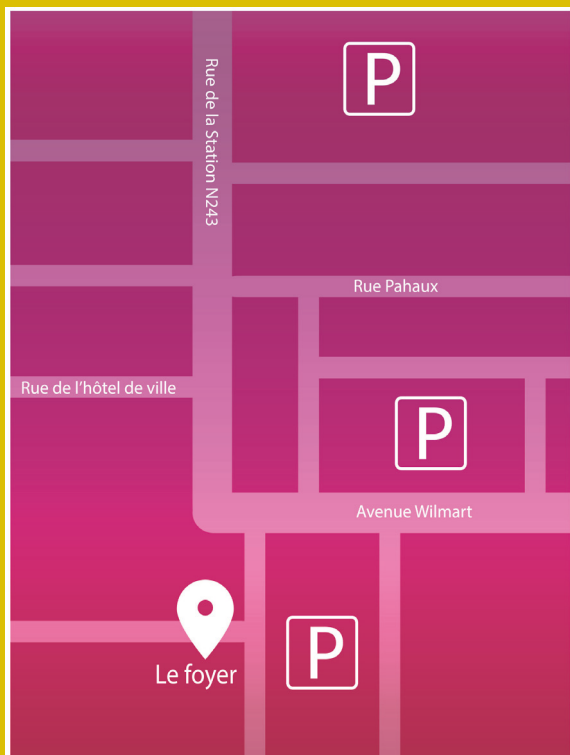 P
Rue de la Station N243
Rue Pahaux
Rue de l'hôtel de ville
P
Avenue Wilmart
P
Le foyer